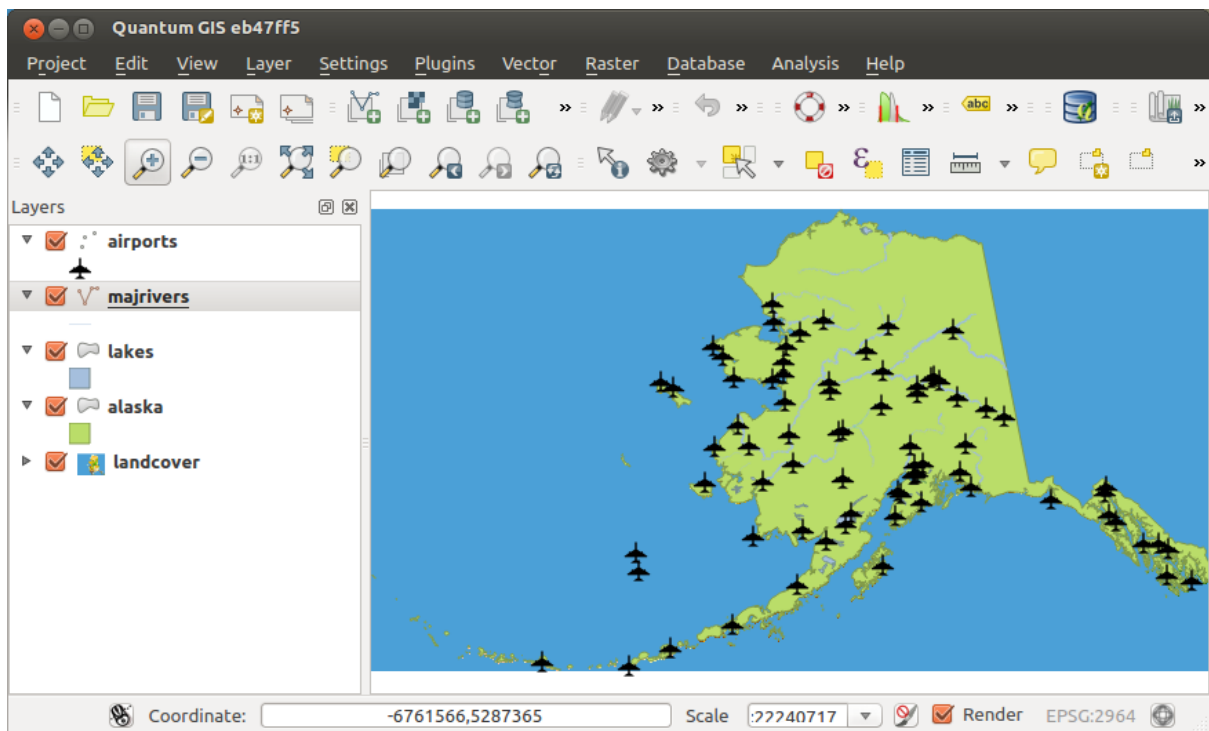 Quantum GIS eb47ff5
Project Edit View Layer Settings Plugins Vector Raster Database Analysis Help
1:1
abc
Layers
airports
majrivers
lakes
alaska
landcover
Coordinate: -6761566,5287365 Scale :22240717 Render EPSG:2964